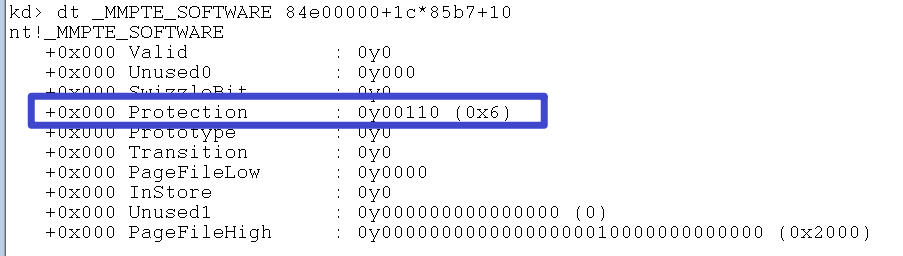 kd> dt _MMPTE_SOFTWARE 84e00000+1c*85b7+10
nt!_MMPTE_SOFTWARE
+0x000 Valid : 0y0
+0x000 Unused0 : 0y000
+0x000 SwizzleBit : 0y0
+0x000 Protection : 0y00110 (0x6)
+0x000 Prototype : 0y0
+0x000 Transition : 0y0
+0x000 PageFileLow : 0y0000
+0x000 InStore : 0y0
+0x000 Unused1 : 0y000000000000000 (0)
+0x000 PageFileHigh : 0y00000000000000000010000000000000 (0x2000)